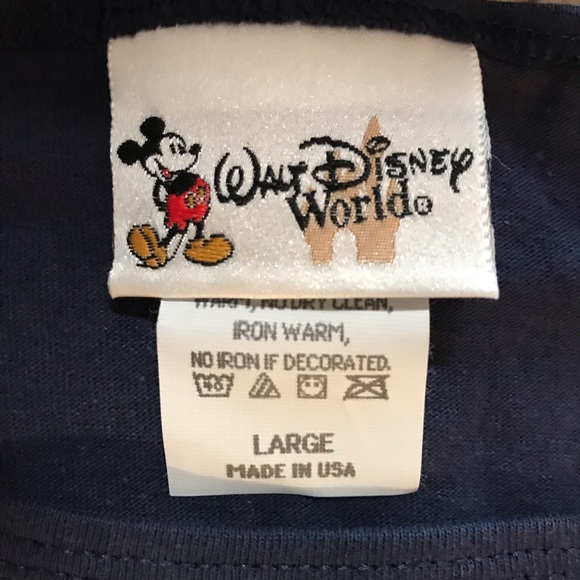 Walt Disney
World®
WARM, NO DRY CLEAN,
IRON WARM,
NO IRON IF DECORATED.
LARGE
MADE IN USA